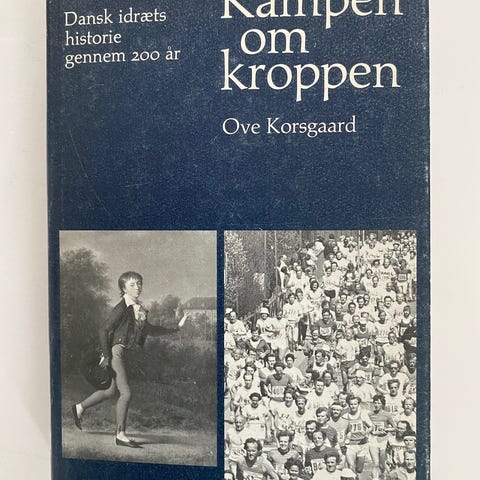 Dansk idræts
historie
gennem 200 år
Kampen
om
kroppen
Ove Korsgaard